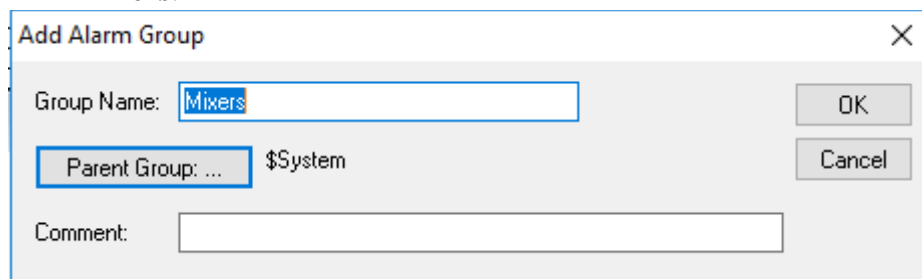 Add Alarm Group
Group Name: Mixers
OK
Parent Group: ... $System
Cancel
Comment: